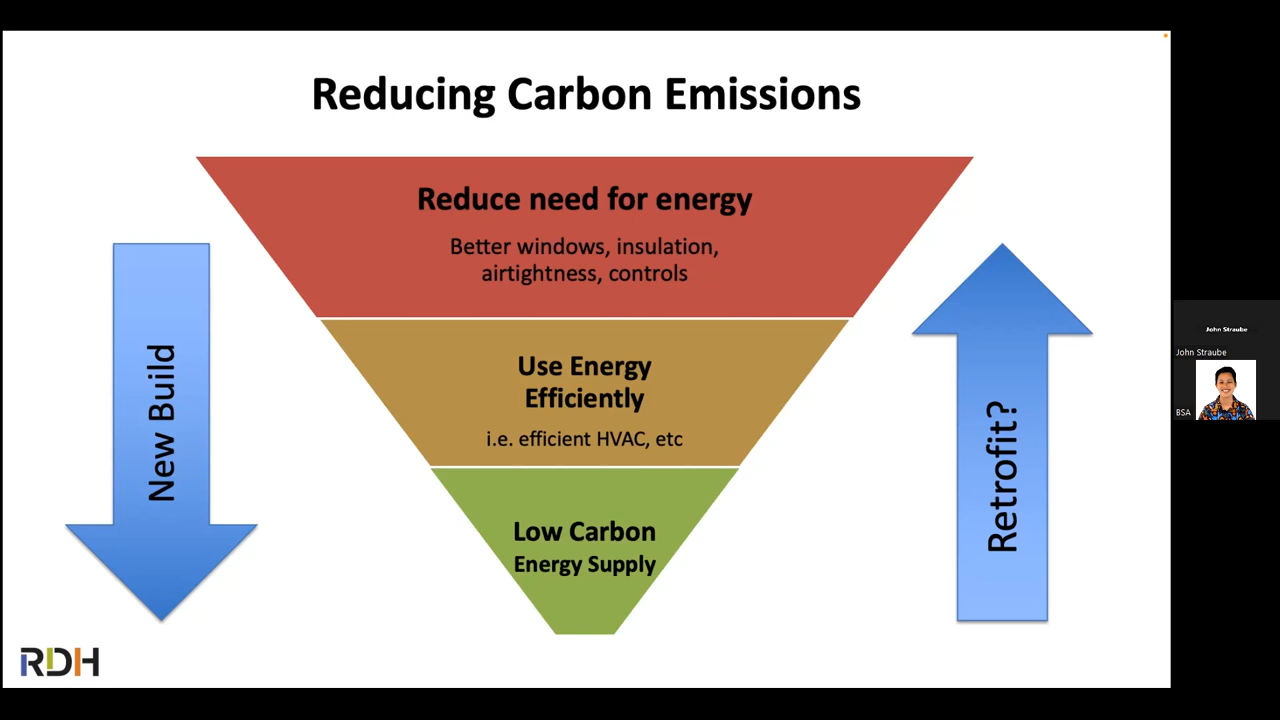 Reducing Carbon Emissions
Reduce need for energy
Better windows, insulation,
airtightness, controls
Use Energy
Efficiently
i.e. efficient HVAC, etc
Low Carbon
Energy Supply
New Build
Retrofit?
RDH
John Straube
John Straube
BSA